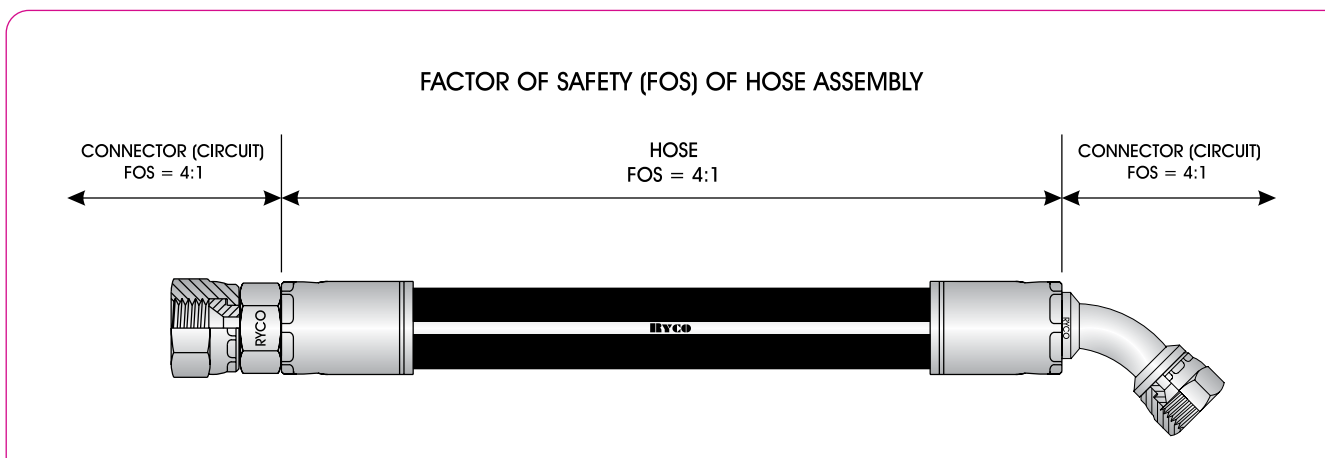 FACTOR OF SAFETY (FOS) OF HOSE ASSEMBLY
CONNECTOR (CIRCUIT)
FOS = 4:1
HOSE
FOS = 4:1
CONNECTOR (CIRCUIT)
FOS = 4:1
RYCO
RYCO
RYCO